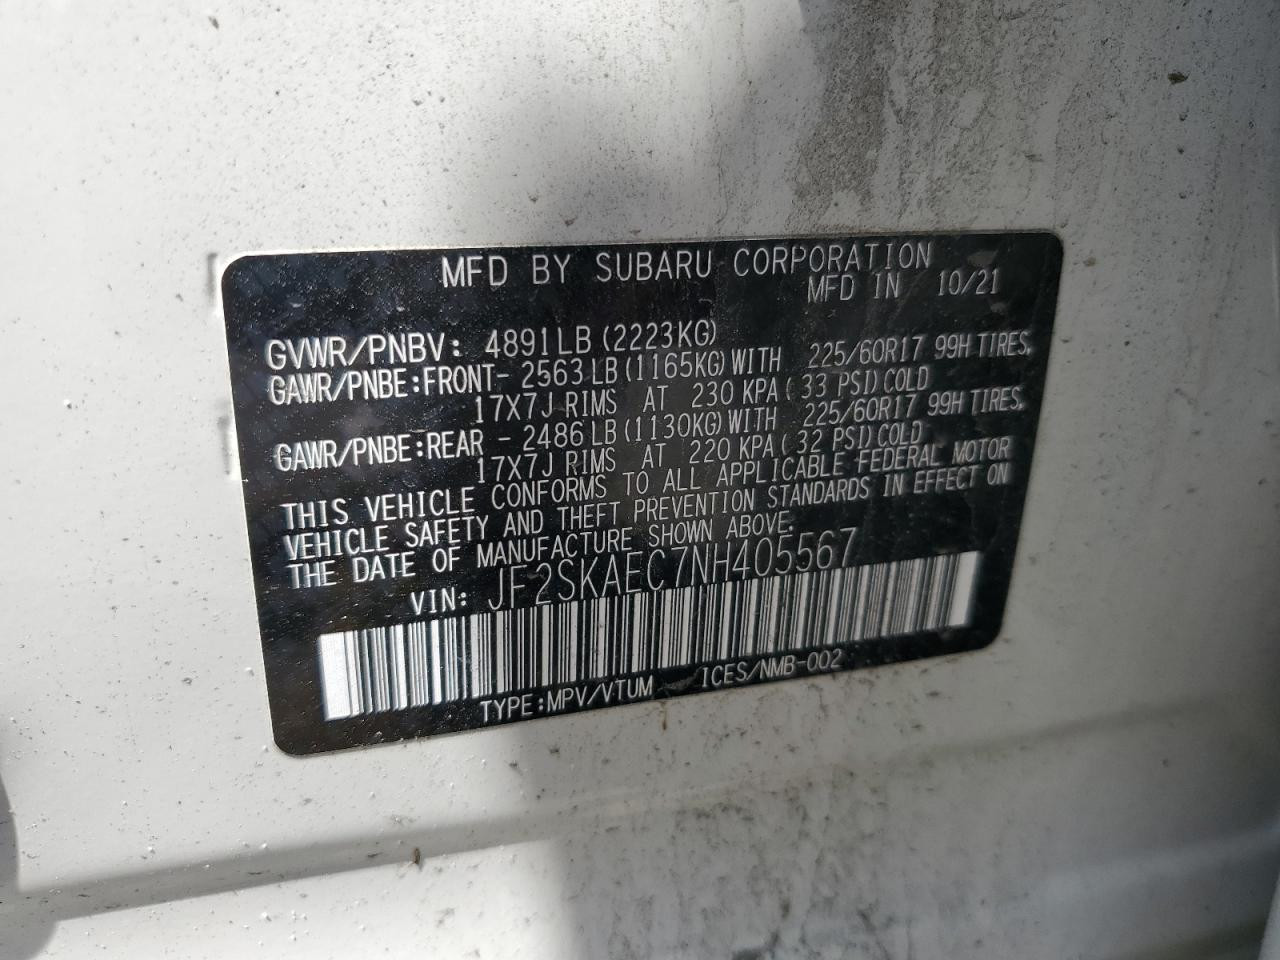 MFD BY SUBARU CORPORATION
MFD IN 10/21
GVWR/PNBV: 4891LB (2223KG)
GAWR/PNBE:FRONT- 2563 LB (1165KG) WITH 225/60R17 99H TIRES,
17X7J RIMS AT 230 KPA ( 33 PSI) COLD
GAWR/PNBE:REAR - 2486 LB (1130KG) WITH 225/60R17 99H TIRES,
17X7J RIMS AT 220 KPA ( 32 PSI) COLD
THIS VEHICLE CONFORMS TO ALL APPLICABLE FEDERAL MOTOR
VEHICLE SAFETY AND THEFT PREVENTION STANDARDS IN EFFECT ON
THE DATE OF MANUFACTURE SHOWN ABOVE.
VIN: JF2SKAEC7NH405567
TYPE:MPV/VTUM ICES/NMB-002